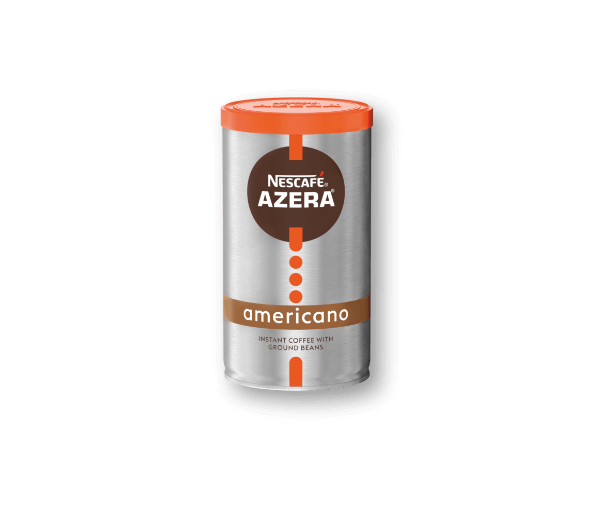 NESCAFÉ®
AZERA®
americano
INSTANT COFFEE WITH
GROUND BEANS